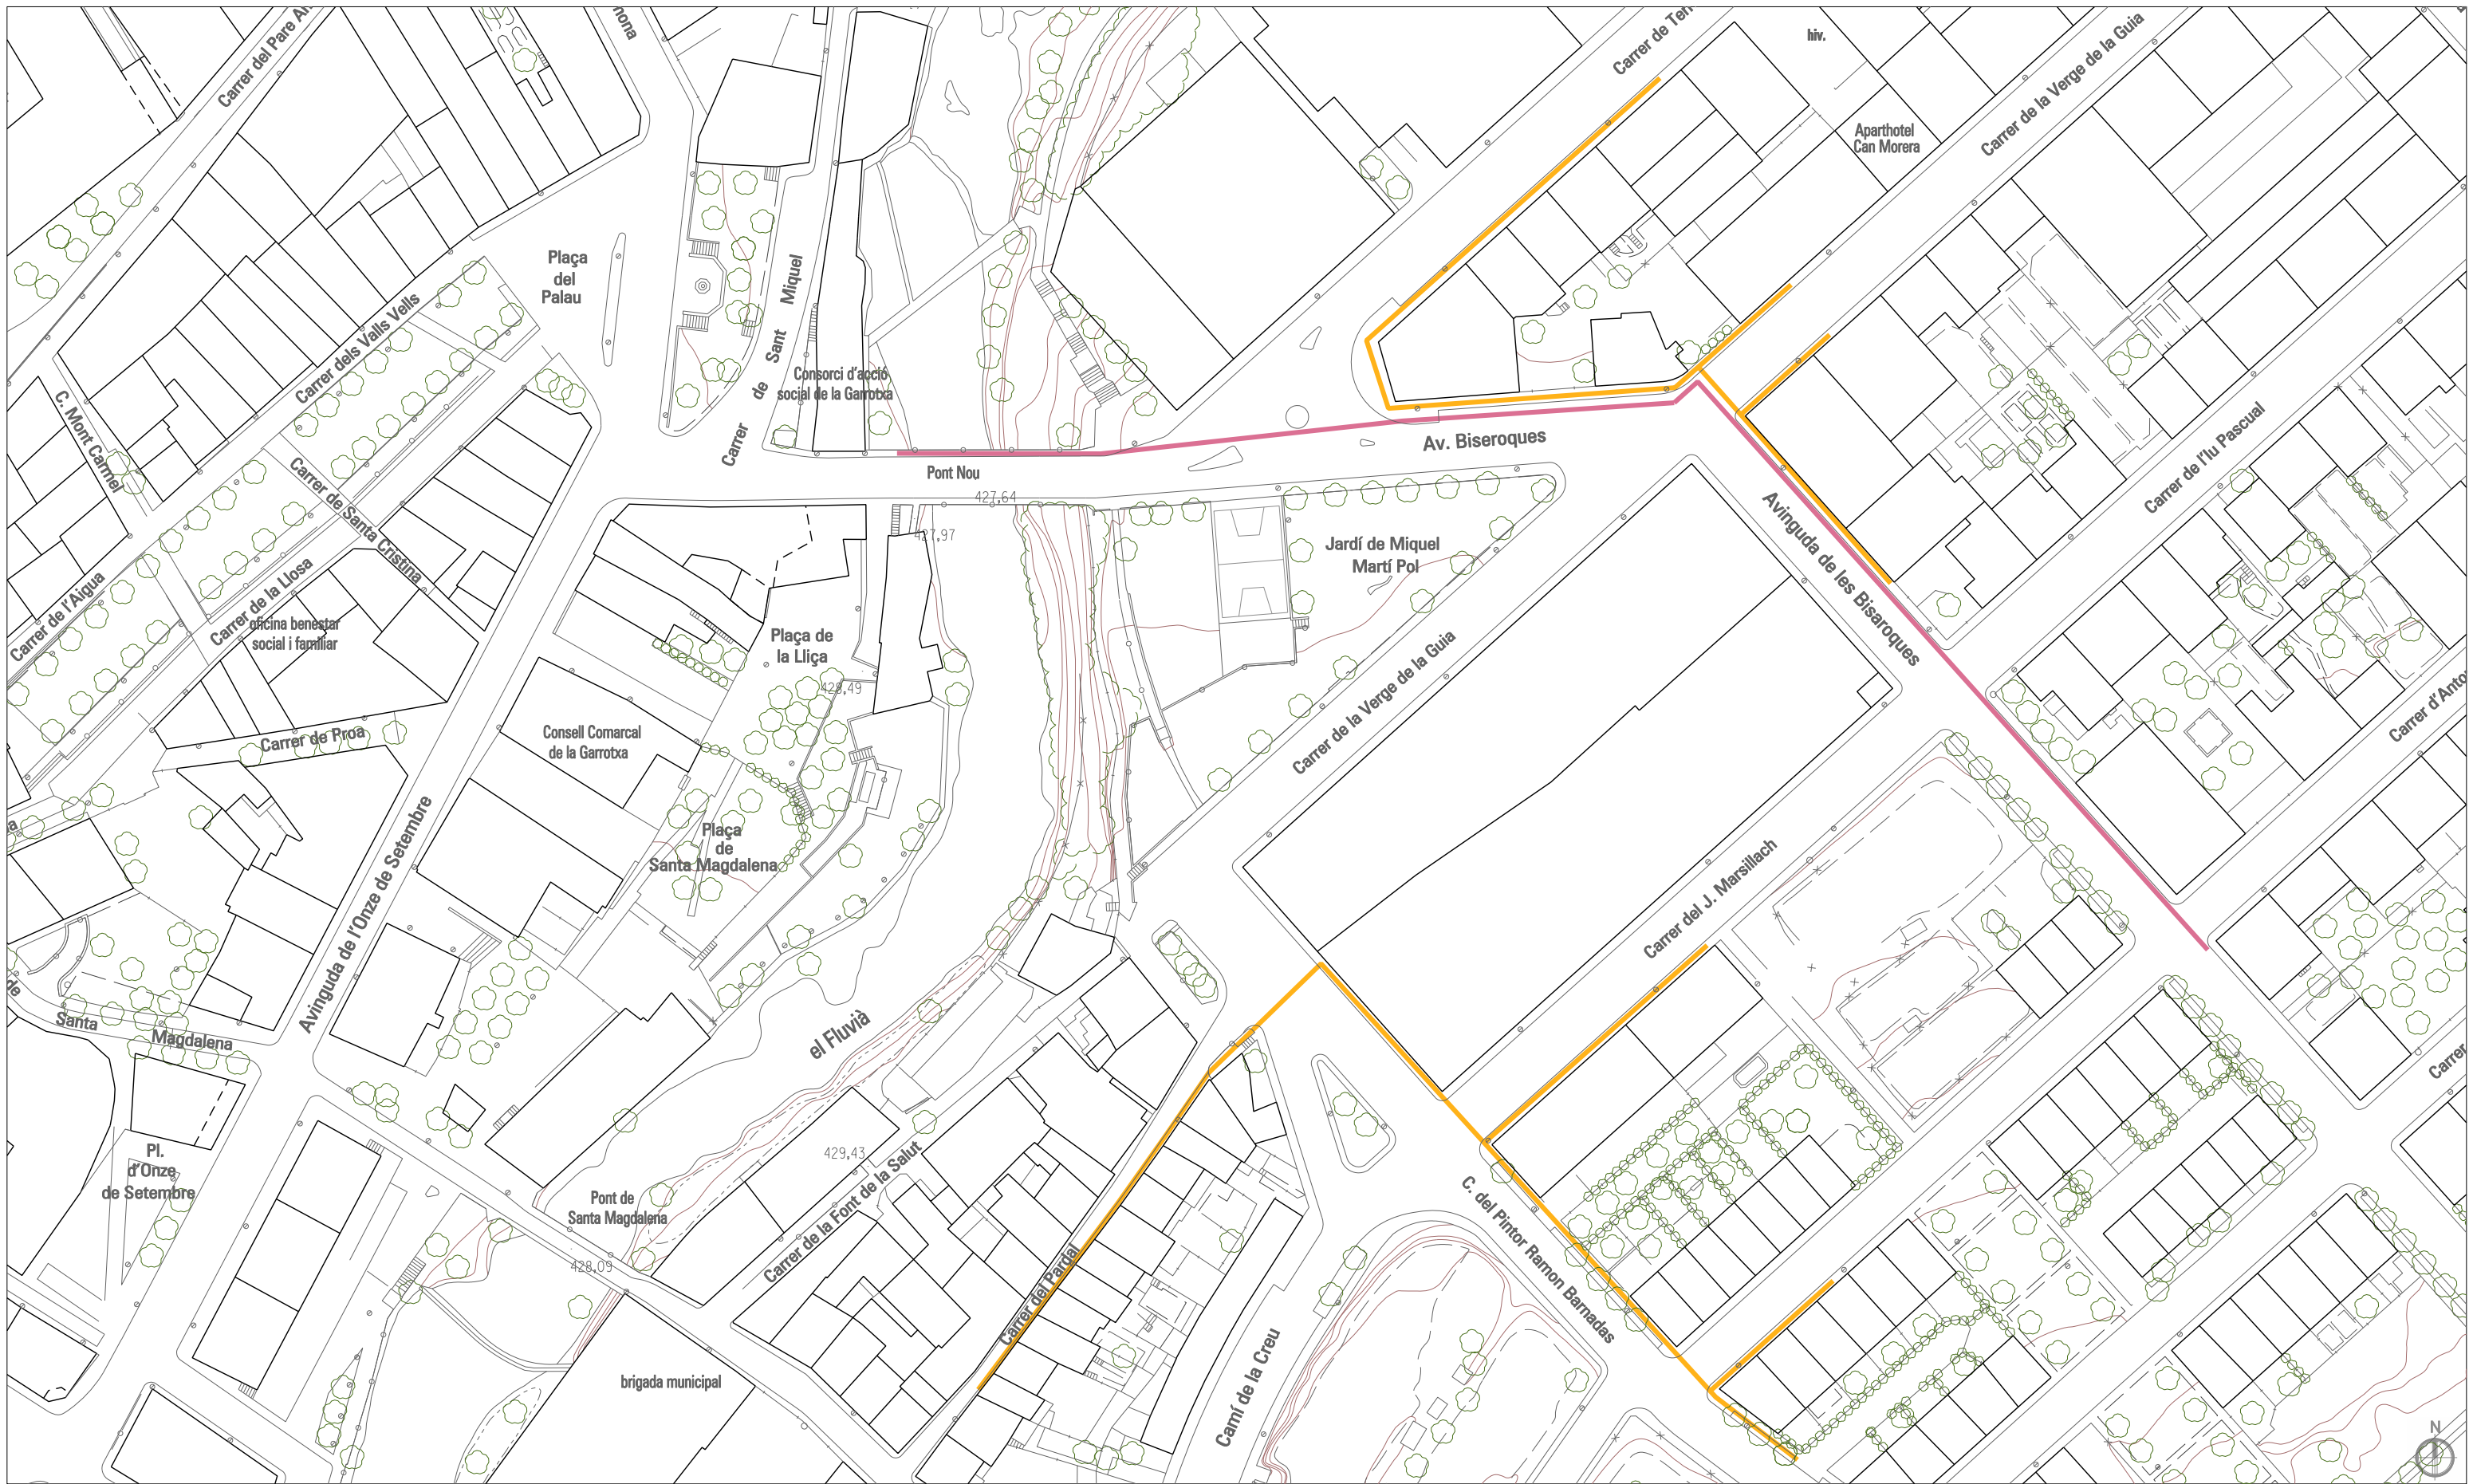 Carrer del Pare
Carrer de
hiv.
Carrer de la Verge de la Guia
Aparthotel
Can Morera
Plaça
del
Palau
Carrer de Sant Miquel
Carrer dels Valls Vells
Consorci d'acció
social de la Garrotxa
C. Mont Carmel
Av. Biseroques
Pont Nou
Carrer de l'Iu Pascual
Carrer de Santa Cristina
427,64
427,97
Avinguda de les Bisaroques
Jardí de Miquel
Martí Pol
Carrer de l'Aigua
Carrer de la Llosa
oficina benestar
social i familiar
Plaça de
la Lliça
Carrer de la Verge de la Guia
Carrer d'Anto
Carrer de Proa
Consell Comarcal
de la Garrotxa
Avinguda de l'Onze de Setembre
Plaça
de
Santa Magdalena
Carrer del J. Marsillach
de
Santa
Magdalena
el Fluvià
Carrer
Pl.
d'Onze
de Setembre
429,43
Pont de
Santa Magdalena
Carrer de la Font de la Salut
C. del Pintor Ramon Barnadas
428,09
Carrer del Pardal
brigada municipal
Camí de la Creu
N